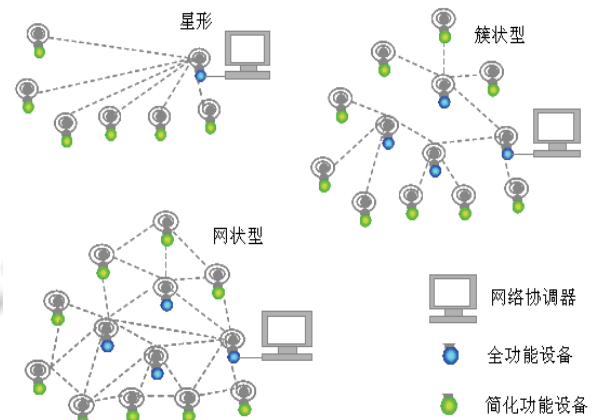 星形
簇状型
网状型
网络协调器
全功能设备
简化功能设备